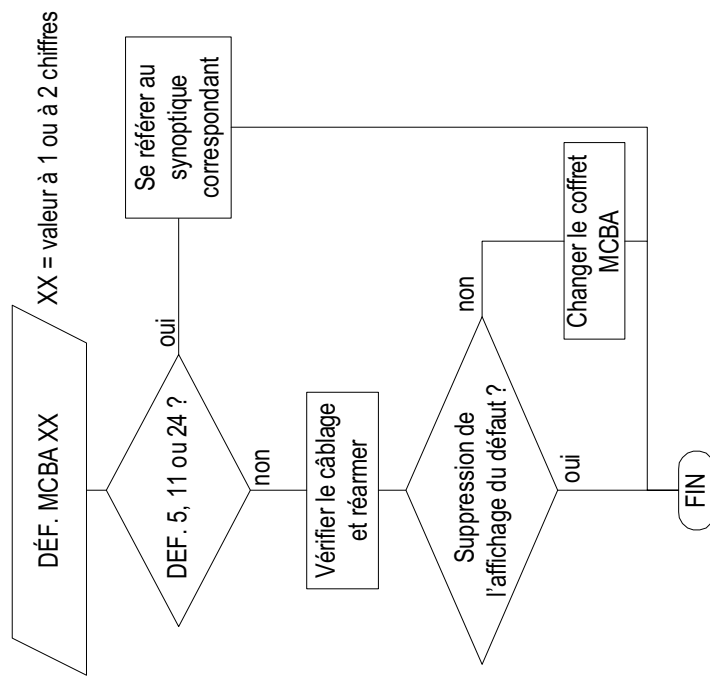 DÉF. MCBA XX
XX = valeur à 1 ou à 2 chiffres
DEF. 5, 11 ou 24 ?
oui
Se référer au
synoptique
correspondant
non
Vérifier le câblage
et réarmer
Suppression de
l'affichage du défaut ?
non
Changer le coffret
MCBA
oui
FIN